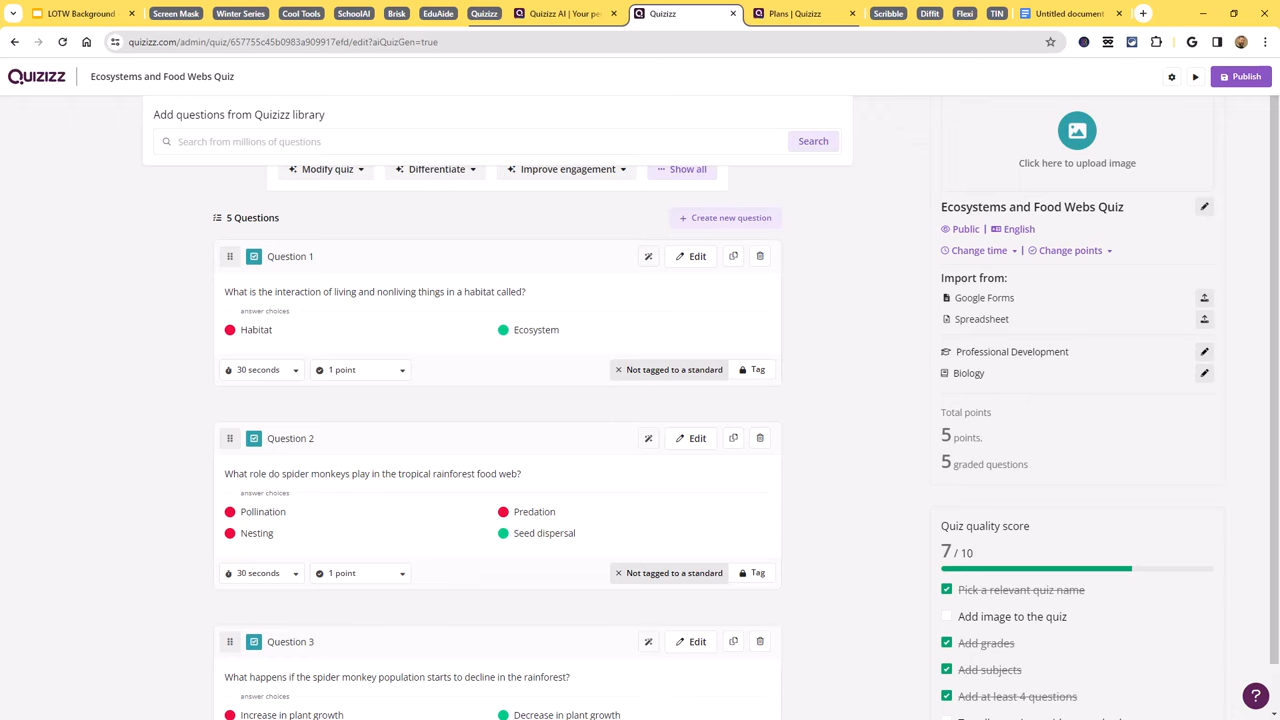 LOTW Background
Screen Mask
Winter Series
Cool Tools
SchoolAI
Brisk
EduAide
Quizizz
Quizizz AI | Your pe
Quizizz
Plans | Quizizz
Scribble
Diffit
Flexi
TIN
Untitled document
quizizz.com/admin/quiz/657755c45b0983a909917efd/edit?aiQuizGen=true
QUIZIZZ
Ecosystems and Food Webs Quiz
Publish
Add questions from Quizizz library
Search from millions of questions
Search
Modify quiz
Differentiate
Improve engagement
Show all
5 Questions
Create new question
Question 1
Edit
What is the interaction of living and nonliving things in a habitat called?
answer choices
Habitat
Ecosystem
30 seconds
1 point
Not tagged to a standard
Tag
Question 2
Edit
What role do spider monkeys play in the tropical rainforest food web?
answer choices
Pollination
Predation
Nesting
Seed dispersal
30 seconds
1 point
Not tagged to a standard
Tag
Question 3
Edit
What happens if the spider monkey population starts to decline in the rainforest?
answer choices
Increase in plant growth
Decrease in plant growth
Click here to upload image
Ecosystems and Food Webs Quiz
Public | English
Change time | Change points
Import from:
Google Forms
Spreadsheet
Professional Development
Biology
Total points
5 points,
5 graded questions
Quiz quality score
7 / 10
Pick a relevant quiz name
Add image to the quiz
Add grades
Add subjects
Add at least 4 questions